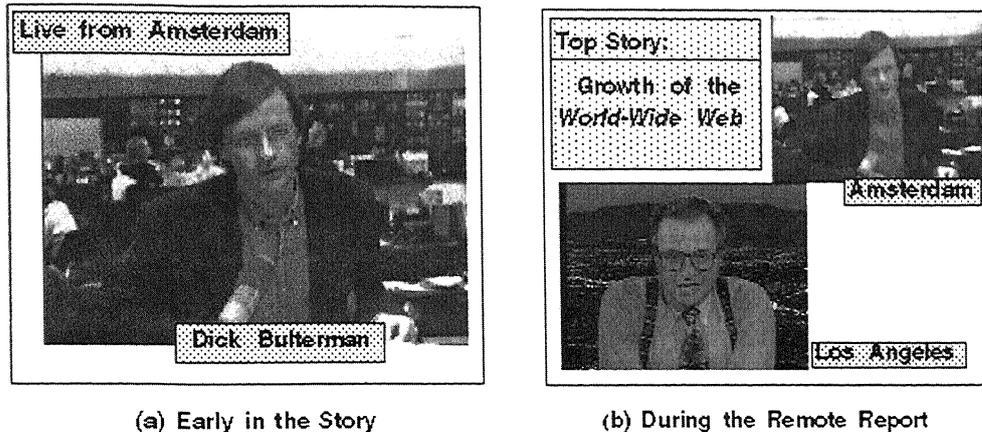 Live from Amsterdam
Dick Bulterman
(a) Early in the Story
Top Story:
Growth of the
World-Wide Web
Amsterdam
Los Angeles
(b) During the Remote Report